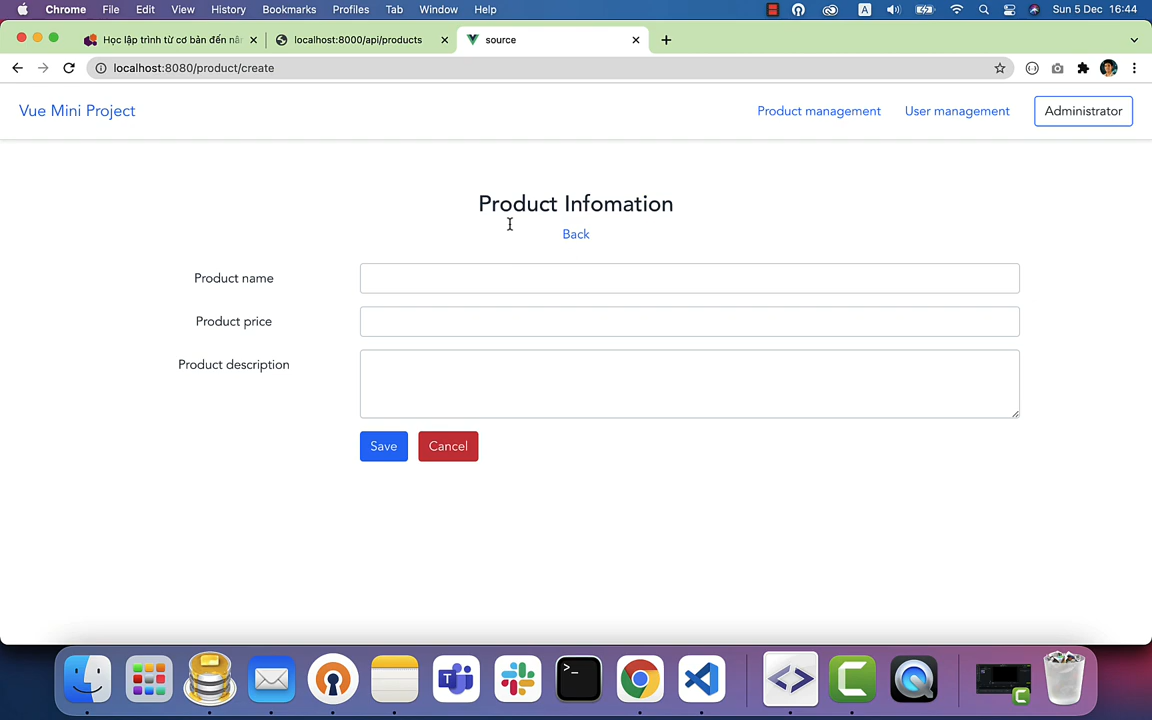 Chrome File Edit View History Bookmarks Profiles Tab Window Help A Sun 5 Dec 16:44
Học lập trình từ cơ bản đến nâ localhost:8000/api/products source
localhost:8080/product/create
Vue Mini Project Product management User management Administrator
Product Infomation
Back
Product name
Product price
Product description
Save Cancel